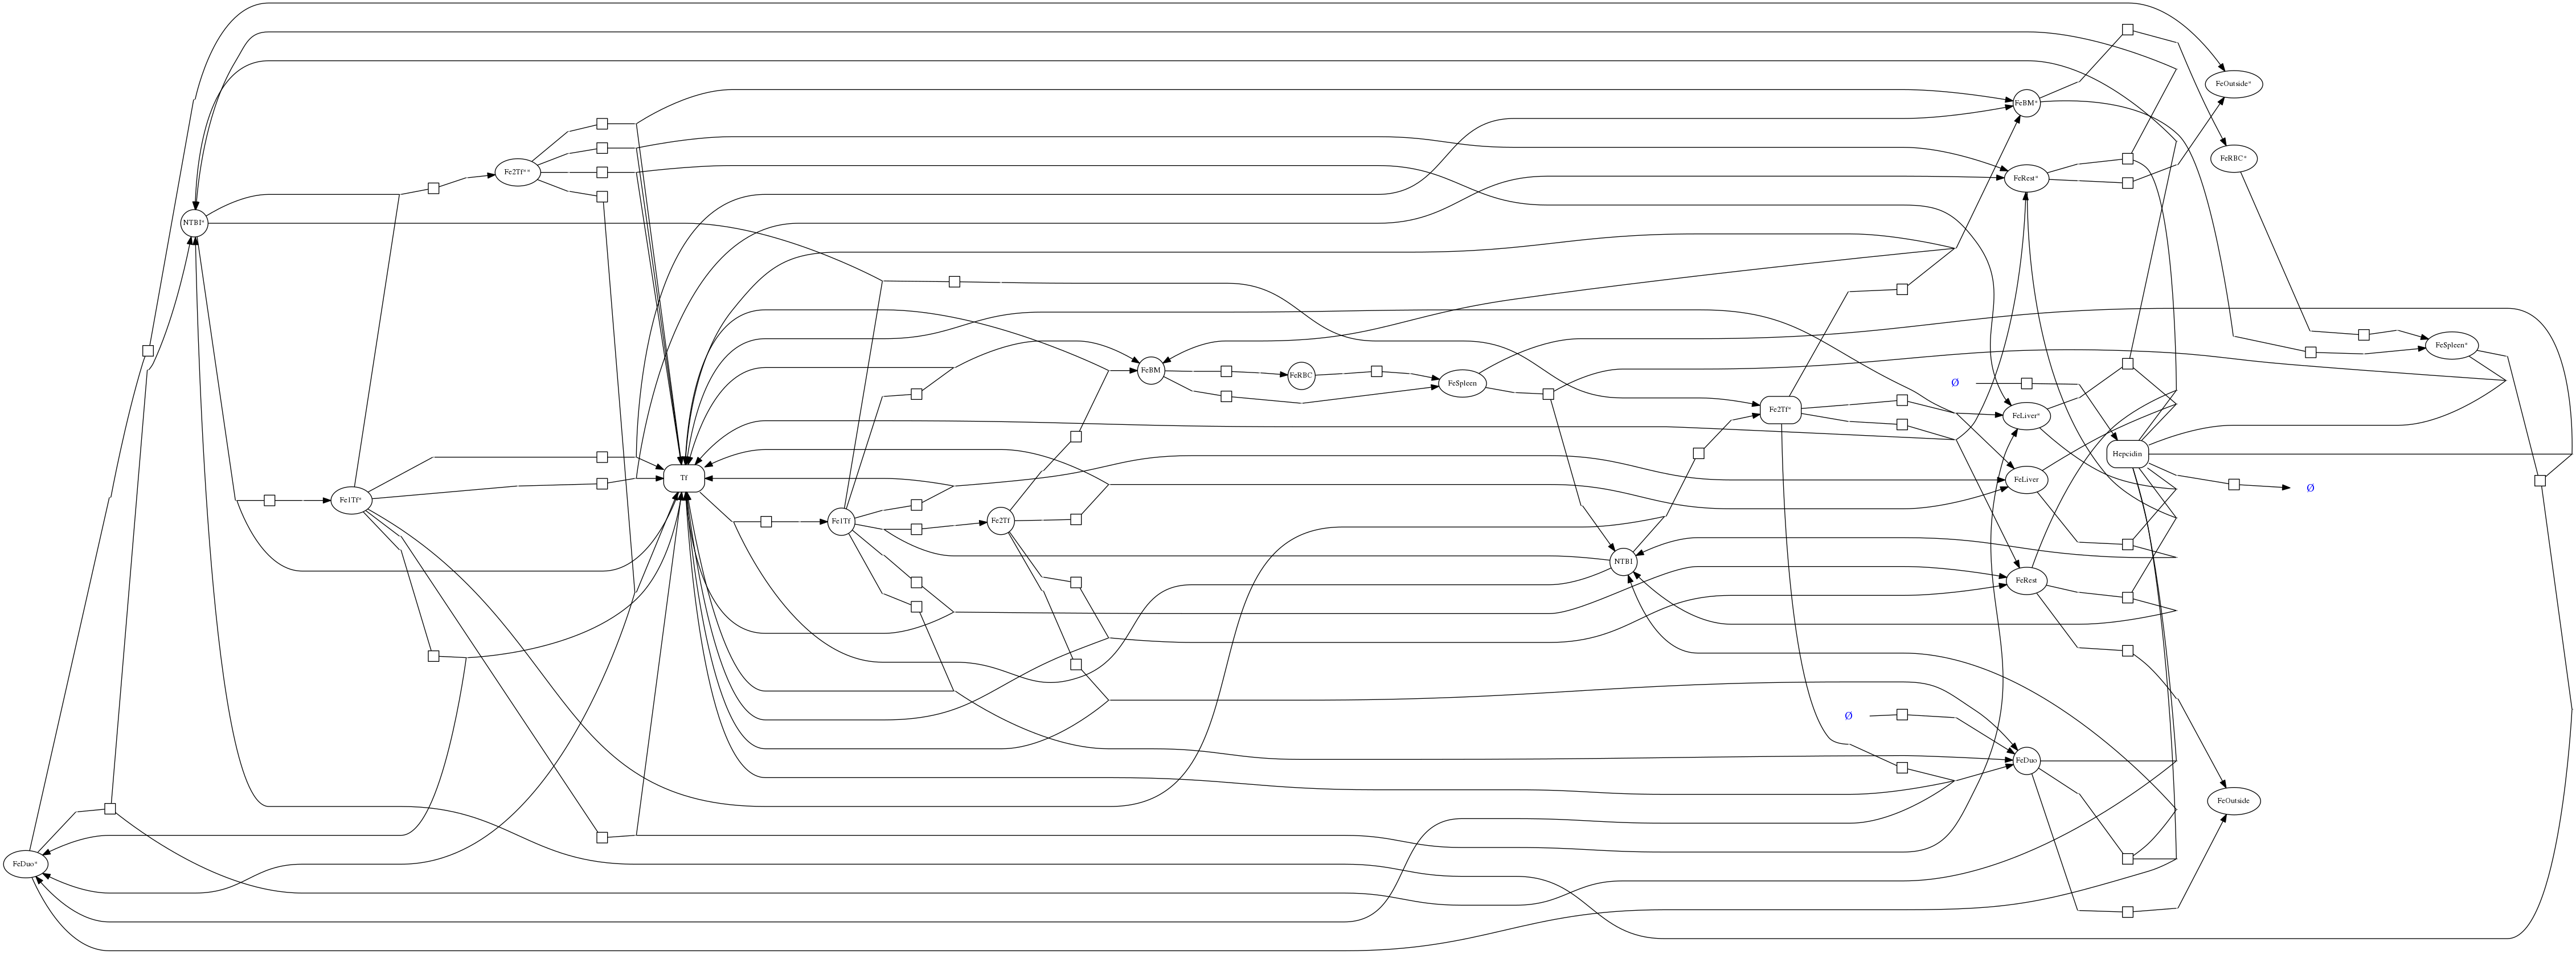 FeOutside*
FeBM*
FeRBC*
Fe2Tf**
FeRest*
NTBI*
FeSpleen*
FeBM
FeRBC
FeSpleen
Ø
Fe2Tf*
FeLiver*
Hepcidin
Tf
FeLiver
Ø
Fe1Tf*
Fe1Tf
Fe2Tf
NTBI
FeRest
Ø
FeDuo
FeOutside
FeDuo*